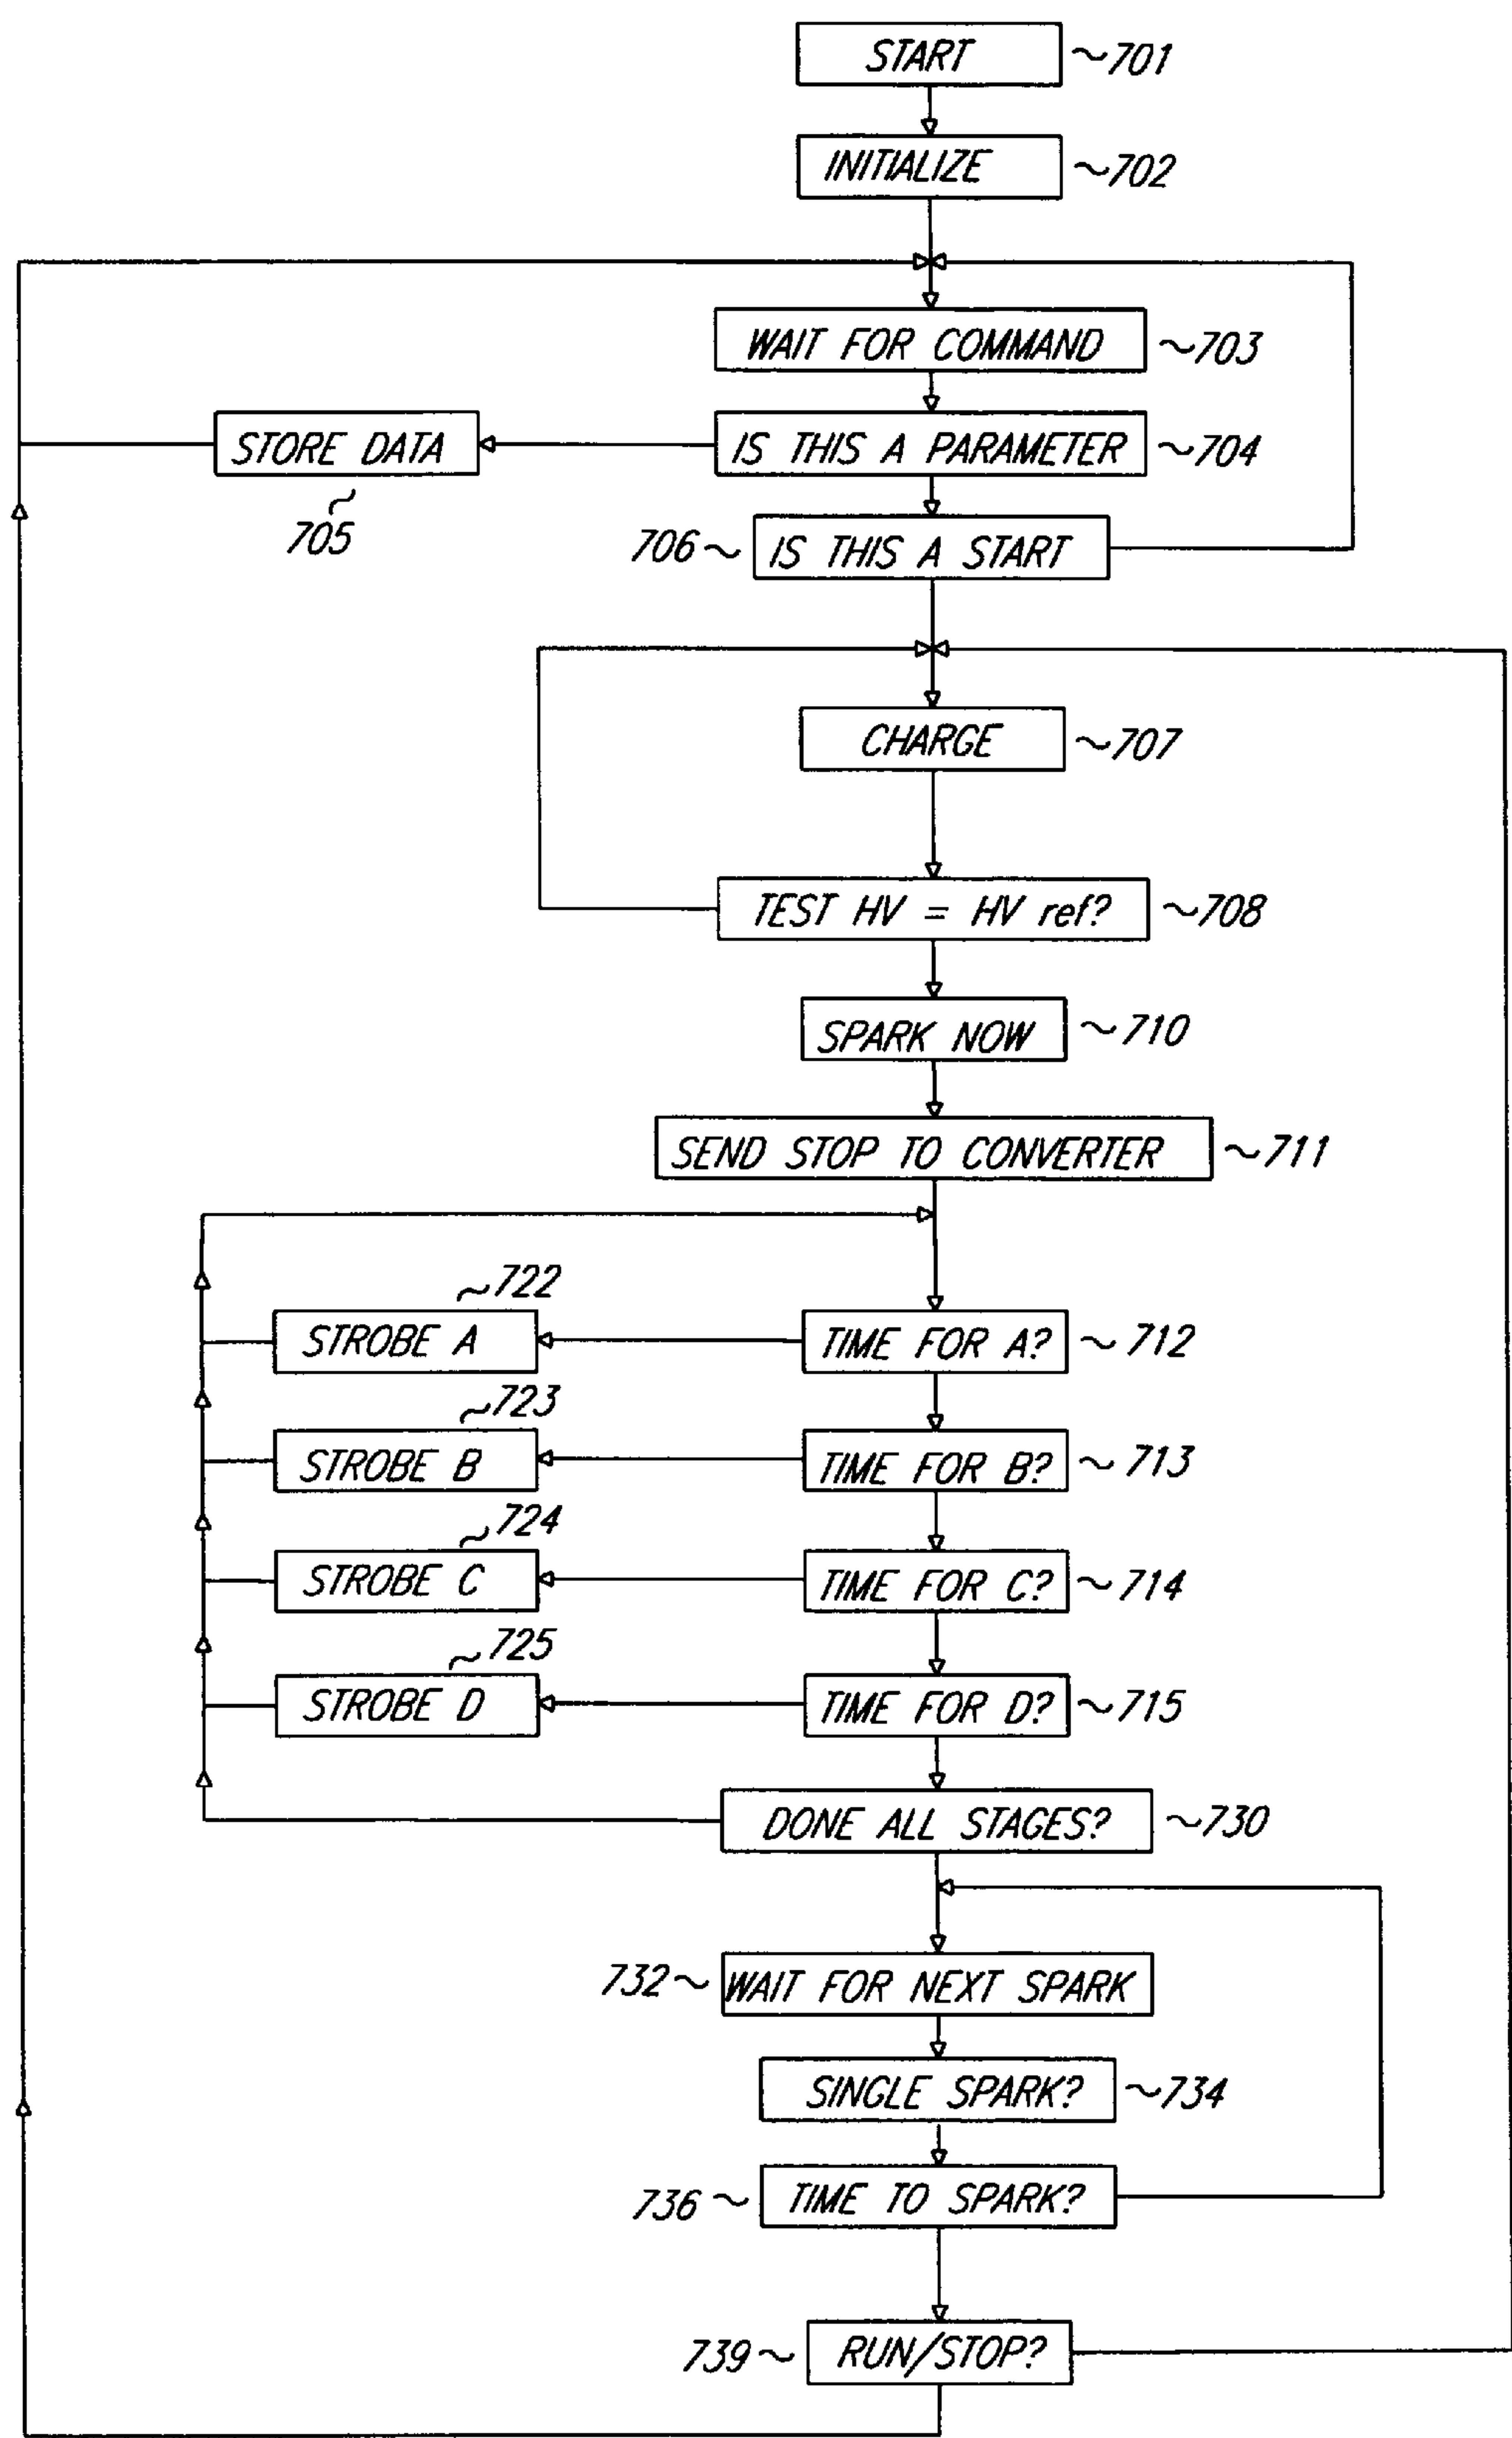 START ~701
INITIALIZE ~702
WAIT FOR COMMAND ~703
STORE DATA
705
IS THIS A PARAMETER ~704
706~ IS THIS A START
CHARGE ~707
TEST HV = HV ref? ~708
SPARK NOW ~710
SEND STOP TO CONVERTER ~711
722
STROBE A
TIME FOR A? ~712
723
STROBE B
TIME FOR B? ~713
724
STROBE C
TIME FOR C? ~714
725
STROBE D
TIME FOR D? ~715
DONE ALL STAGES? ~730
732~ WAIT FOR NEXT SPARK
SINGLE SPARK? ~734
736~ TIME TO SPARK?
739~ RUN/STOP?